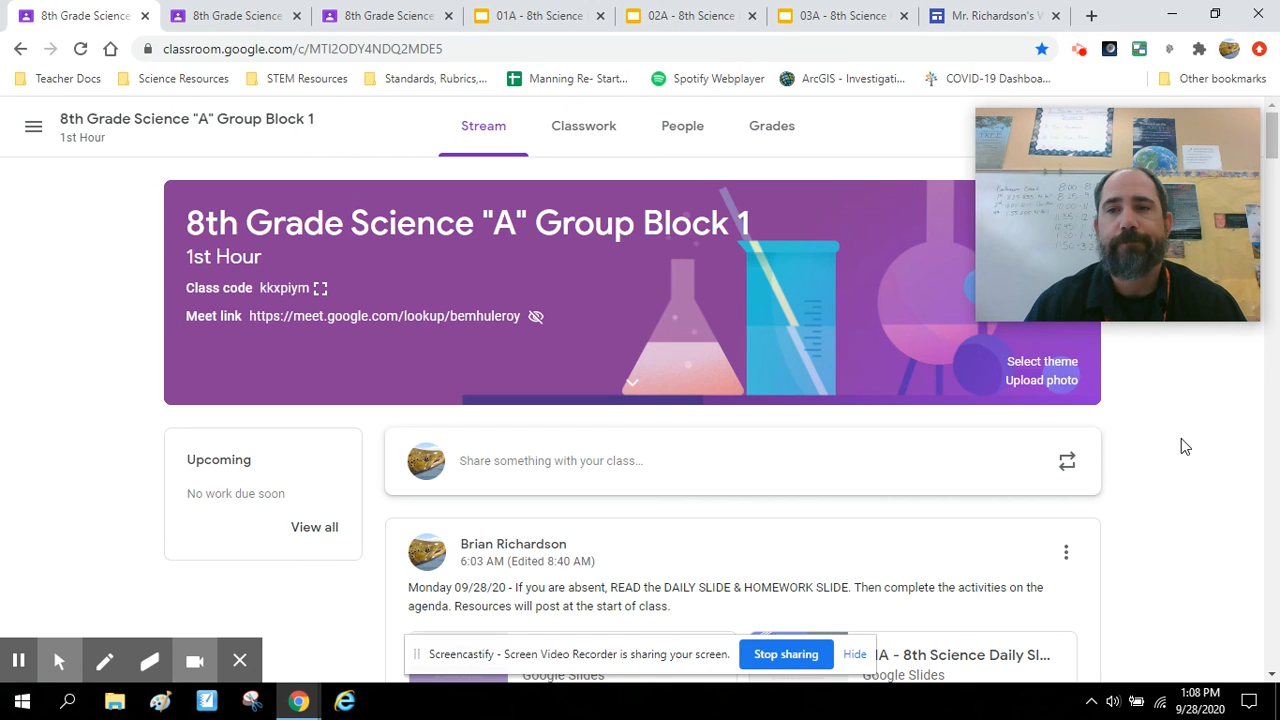 8th Grade Science
8th Grade Science
8th Grade Science
01A - 8th Science
02A - 8th Science
03A - 8th Science
Mr. Richardson's
classroom.google.com/c/MTI2ODY4NDQ2MDE5
Teacher Docs
Science Resources
STEM Resources
Standards, Rubrics,...
Manning Re- Start...
Spotify Webplayer
ArcGIS - Investigati...
COVID-19 Dashboa...
Other bookmarks
8th Grade Science "A" Group Block 1
1st Hour
Stream
Classwork
People
Grades
8th Grade Science "A" Group Block 1
1st Hour
Class code kkxpiym
Meet link https://meet.google.com/lookup/bemhuleroy
Select theme
Upload photo
Upcoming
No work due soon
View all
Share something with your class...
Brian Richardson
6:03 AM (Edited 8:40 AM)
Monday 09/28/20 - If you are absent, READ the DAILY SLIDE & HOMEWORK SLIDE. Then complete the activities on the
agenda. Resources will post at the start of class.
Screencastify - Screen Video Recorder is sharing your screen.
Stop sharing
Hide
1A - 8th Science Daily Sl...
Google Slides
Google Slides
1:08 PM
9/28/2020